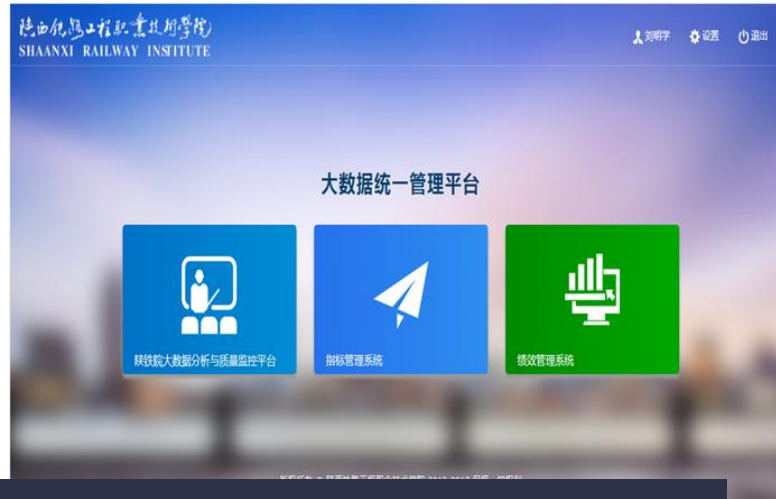 陕西铁路工程职业技术学院
SHAANXI RAILWAY INSTITUTE
刘明学 设置 退出
大数据统一管理平台
陕铁院大数据分析与质量监控平台
指标管理系统
绩效管理系统